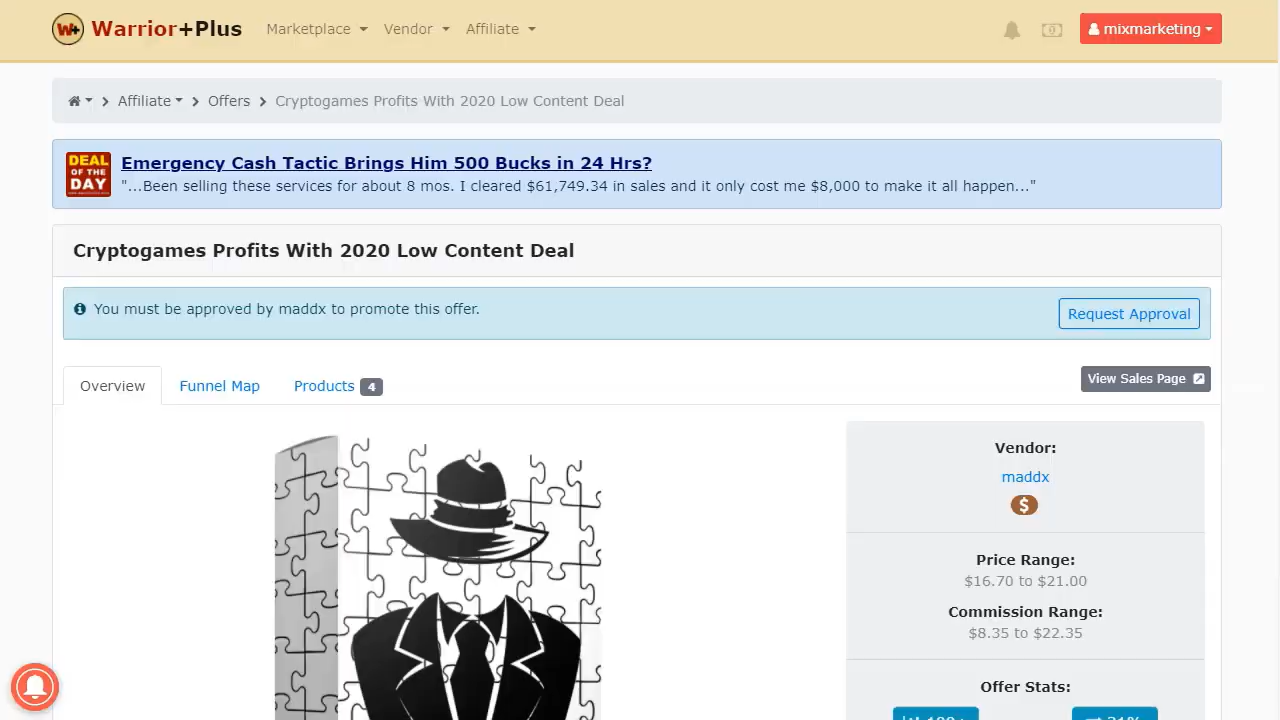 Warrior+Plus Marketplace Vendor Affiliate mixmarketing
Affiliate Offers Cryptogames Profits With 2020 Low Content Deal
DEAL OF THE DAY
Emergency Cash Tactic Brings Him 500 Bucks in 24 Hrs?
"...Been selling these services for about 8 mos. I cleared in sales and it only cost me $8,000 to make it all happen..."
Cryptogames Profits With 2020 Low Content Deal
You must be approved by maddx to promote this offer.
Request Approval
Overview Funnel Map Products 4
View Sales Page
Vendor:
maddx
$
Price Range:
$16.70 to $21.00
Commission Range:
$8.35 to $22.35
Offer Stats: